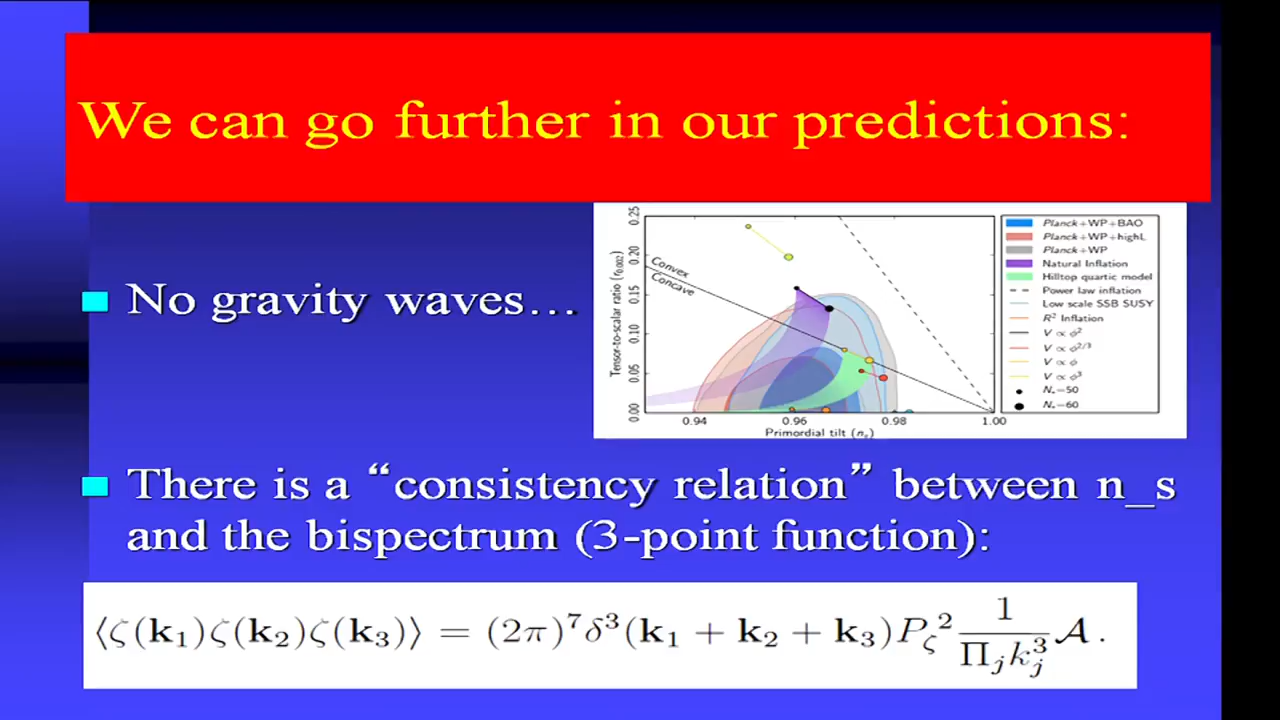 We can go further in our predictions:
No gravity waves…
0.25
0.20
0.15
0.10
0.05
0.00
Tensor-to-scalar ratio (r0.002)
Convex
Concave
0.94 0.96 0.98 1.00
Primordial tilt (ns)
Planck+WP+BAO
Planck+WP+highL
Planck+WP
Natural Inflation
Hilltop quartic model
Power law inflation
Low scale SSB SUSY
R² Inflation
V ∝ ϕ²
V ∝ ϕ^2/3
V ∝ ϕ
V ∝ ϕ³
N*=50
N*=60
There is a “consistency relation” between n_s
and the bispectrum (3-point function):
⟨ζ(k₁)ζ(k₂)ζ(k₃)⟩ = (2π)⁷δ³(k₁ + k₂ + k₃)P_ζ² 1/Π_j k_j³ 𝒜 .